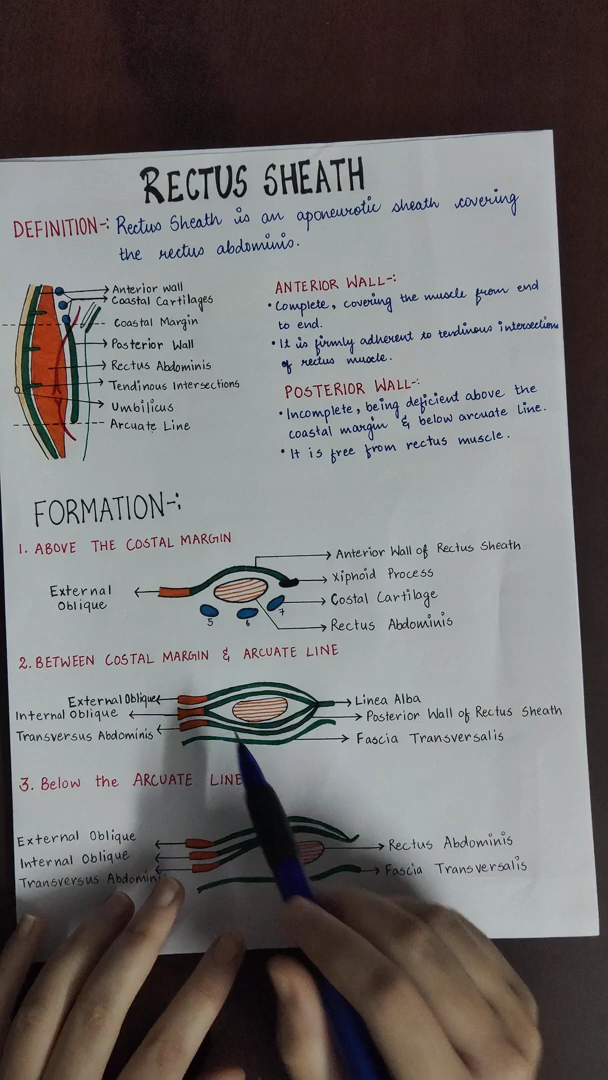 RECTUS SHEATH
DEFINITION-: Rectus Sheath is an aponeurotic sheath covering
the rectus abdominis.
Anterior wall
Coastal Cartilages
Coastal Margin
Posterior Wall
Rectus Abdominis
Tendinous Intersections
Umbilicus
Arcuate Line
ANTERIOR WALL-:
• Complete, covering the muscle from end
to end.
• It is firmly adherent to tendinous intersections
of rectus muscle.
POSTERIOR WALL-:
• Incomplete, being deficient above the
coastal margin & below arcuate line.
• It is free from rectus muscle.
FORMATION-:
1. ABOVE THE COSTAL MARGIN
External
Oblique
Anterior Wall of Rectus Sheath
Xiphoid Process
Costal Cartilage
Rectus Abdominis
5 6 7
2. BETWEEN COSTAL MARGIN & ARCUATE LINE
External Oblique
Internal Oblique
Transversus Abdominis
Linea Alba
Posterior Wall of Rectus Sheath
Fascia Transversalis
3. Below the ARCUATE LINE
External Oblique
Internal Oblique
Transversus Abdominis
Rectus Abdominis
Fascia Transversalis